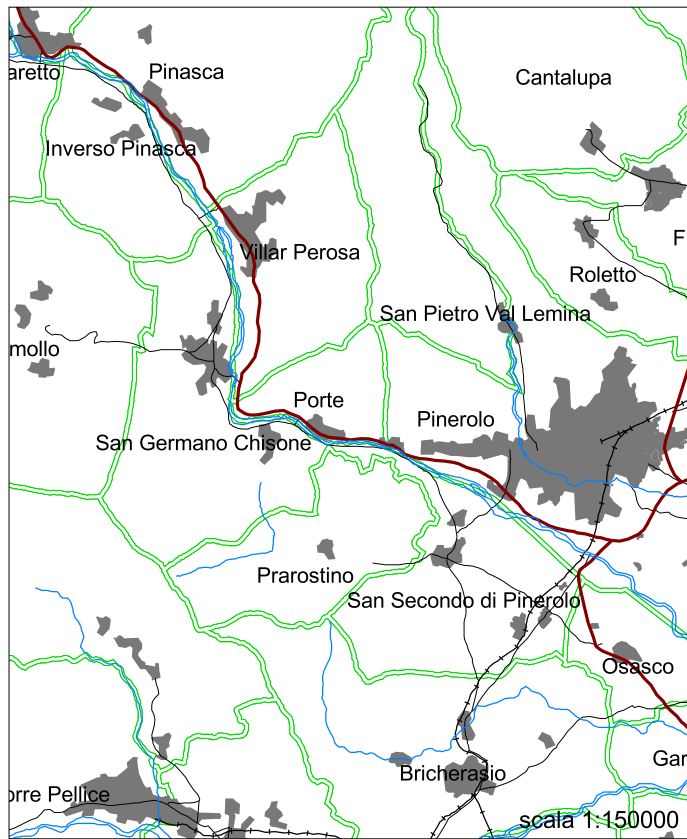 aretto
Pinasca
Cantalupa
Inverso Pinasca
F
Villar Perosa
Roletto
San Pietro Val Lemina
mollo
Porte
Pinerolo
San Germano Chisone
Prarostino
San Secondo di Pinerolo
Osasco
Gar
Bricherasio
orre Pellice
scala 1:150000